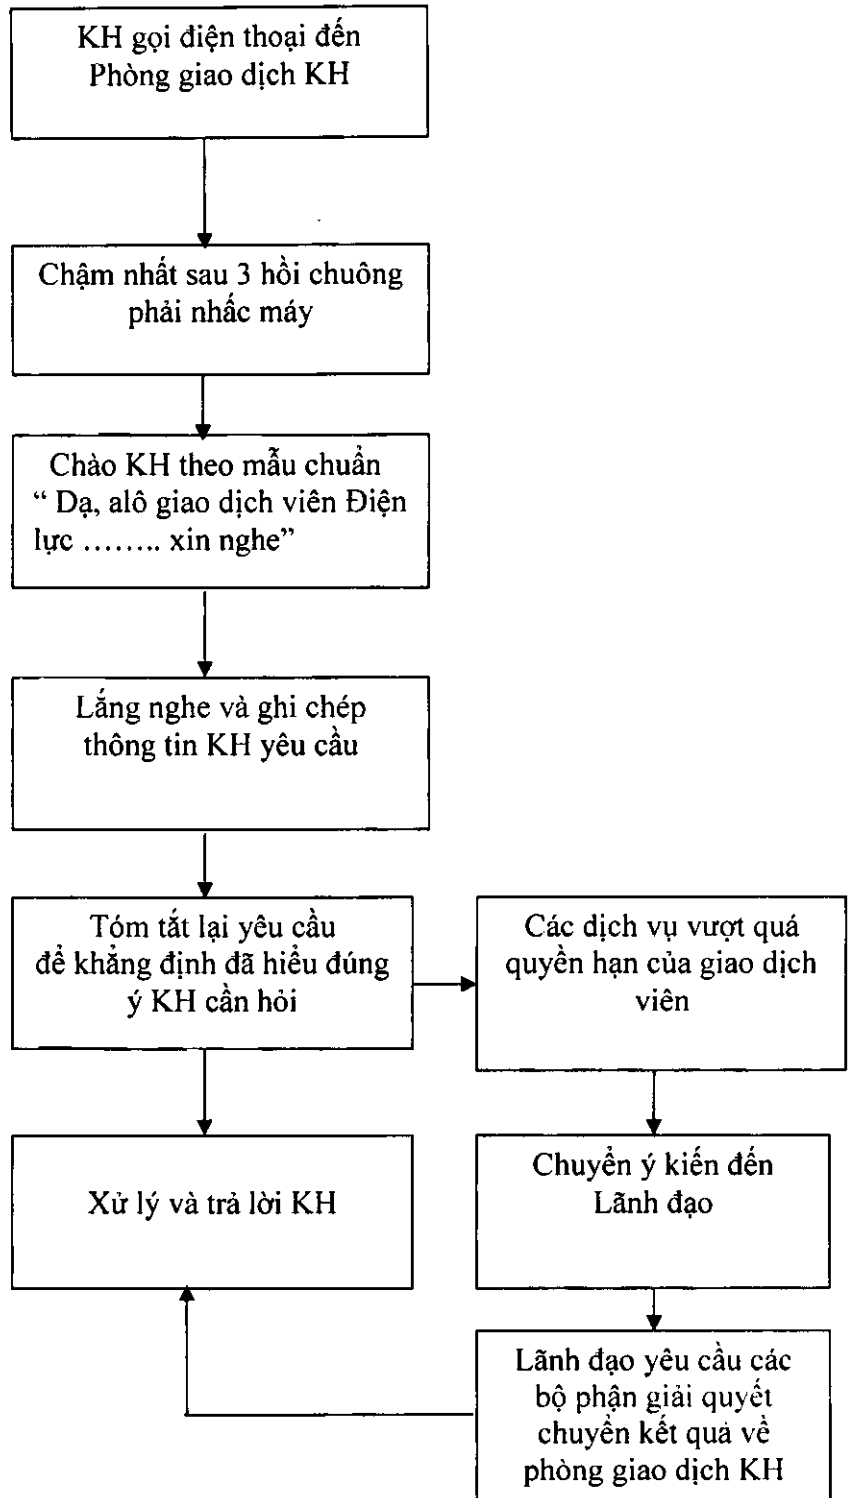 KH gọi điện thoại đến
Phòng giao dịch KH
Chậm nhất sau 3 hồi chuông
phải nhấc máy
Chào KH theo mẫu chuẩn
“ Dạ, alô giao dịch viên Điện
lực …….. xin nghe”
Lắng nghe và ghi chép
thông tin KH yêu cầu
Tóm tắt lại yêu cầu
để khẳng định đã hiểu đúng
ý KH cần hỏi
Các dịch vụ vượt quá
quyền hạn của giao dịch
viên
Xử lý và trả lời KH
Chuyển ý kiến đến
Lãnh đạo
Lãnh đạo yêu cầu các
bộ phận giải quyết
chuyển kết quả về
phòng giao dịch KH